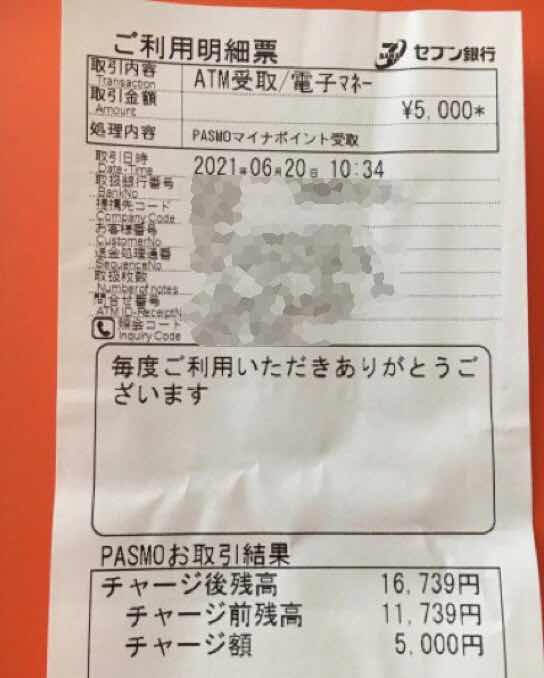 ご利用明細票
セブン銀行
取引内容 ATM受取/電子マネー
Transaction
取引金額 ¥5,000*
Amount
処理内容 PASMOマイナポイント受取
取引日時 2021年06月20日 10:34
Date・Time
取扱銀行番号
BankNo
提携先コード
Company Code
お客様番号
CustomerNo
送金処理通番
SequenceNo
取扱枚数
Number of notes
問合せ番号
ATM ID-ReceiptN
照会コード
Inquiry Code
毎度ご利用いただきありがとうご
ざいます
PASMOお取引結果
チャージ後残高 16,739円
チャージ前残高 11,739円
チャージ額 5,000円